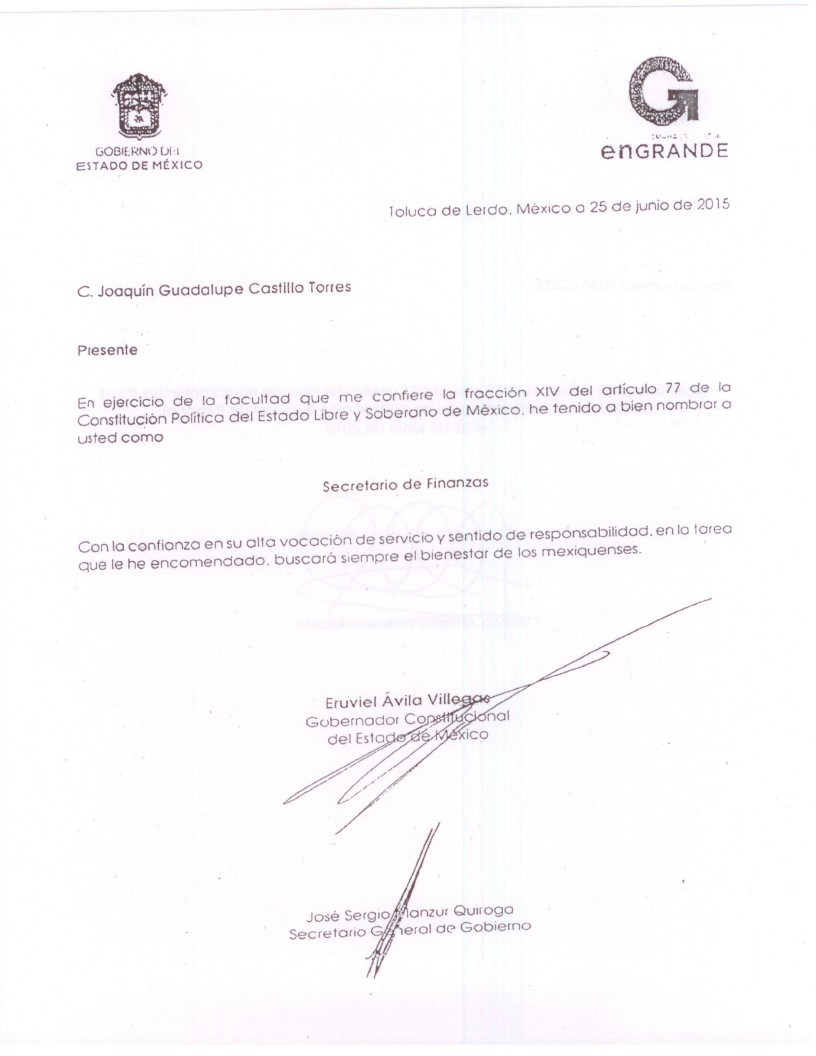 GOBIERNO DEL
ESTADO DE MÉXICO
enGRANDE
Toluca de Lerdo, México a 25 de junio de 2015
C. Joaquín Guadalupe Castillo Torres
Presente
En ejercicio de la facultad que me confiere la fracción XIV del artículo 77 de la
Constitución Política del Estado Libre y Soberano de México, he tenido a bien nombrar a
usted como
Secretario de Finanzas
Con la confianza en su alta vocación de servicio y sentido de responsabilidad, en la tarea
que le he encomendado, buscará siempre el bienestar de los mexiquenses.
Eruviel Ávila Villegas
Gobernador Constitucional
del Estado de México
José Sergio Manzur Quiroga
Secretario General de Gobierno